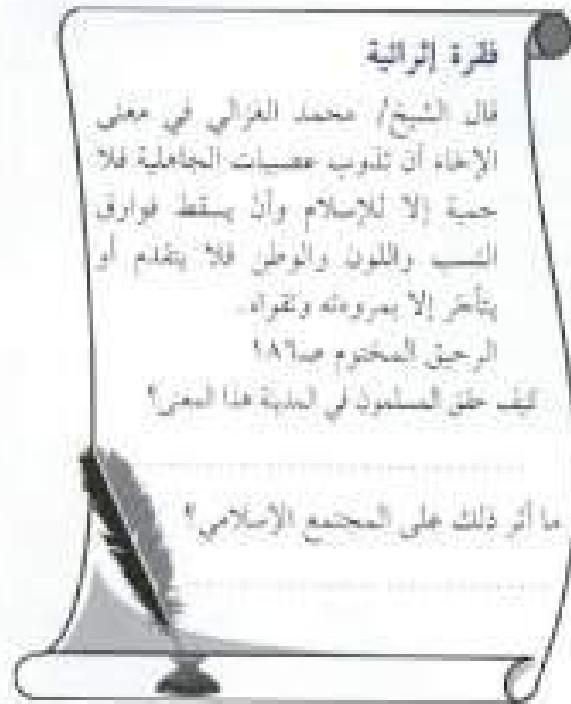 فقرة إثرائية
قال الشيخ/ محمد الغزالي في معنى
الإخاء أن تذوب عصبيات الجاهلية فلا
حمية إلا للإسلام وأن يسقط فوارق
النسب واللون والوطن فلا يتقدم أو
يتأخر إلا بمروءته وتقواه.
الرحيق المختوم صـ١٨٦
كيف حقق المسلمون في المدينة هذا المعنى؟
ما أثر ذلك على المجتمع الإسلامي؟